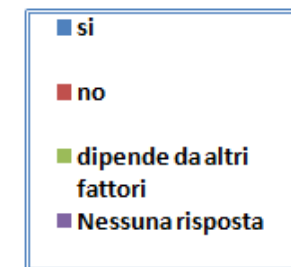 si
no
dipende da altri
fattori
Nessuna risposta